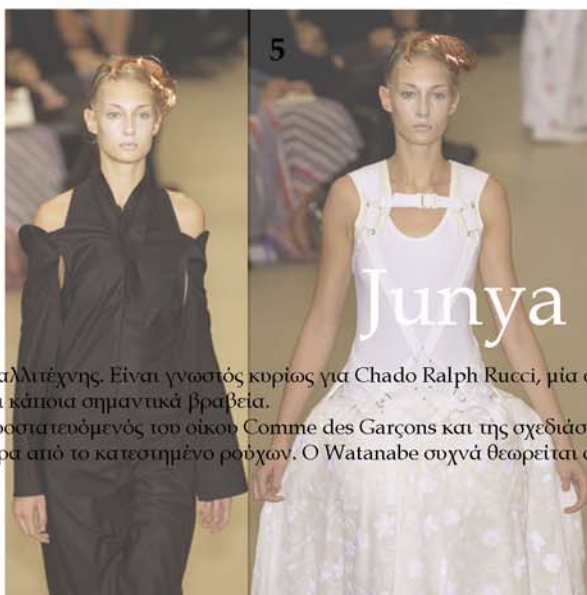 5
Junya
αλλιτέχνης. Είναι γνωστός κυρίως για Chado Ralph Rucci, μία
ι κάποια σημαντικά βραβεία.
οστατευόμενός του οίκου Comme des Garçons και της σχεδιάσ
ρα από το κατεστημένο ρούχων. Ο Watanabe συχνά θεωρείται